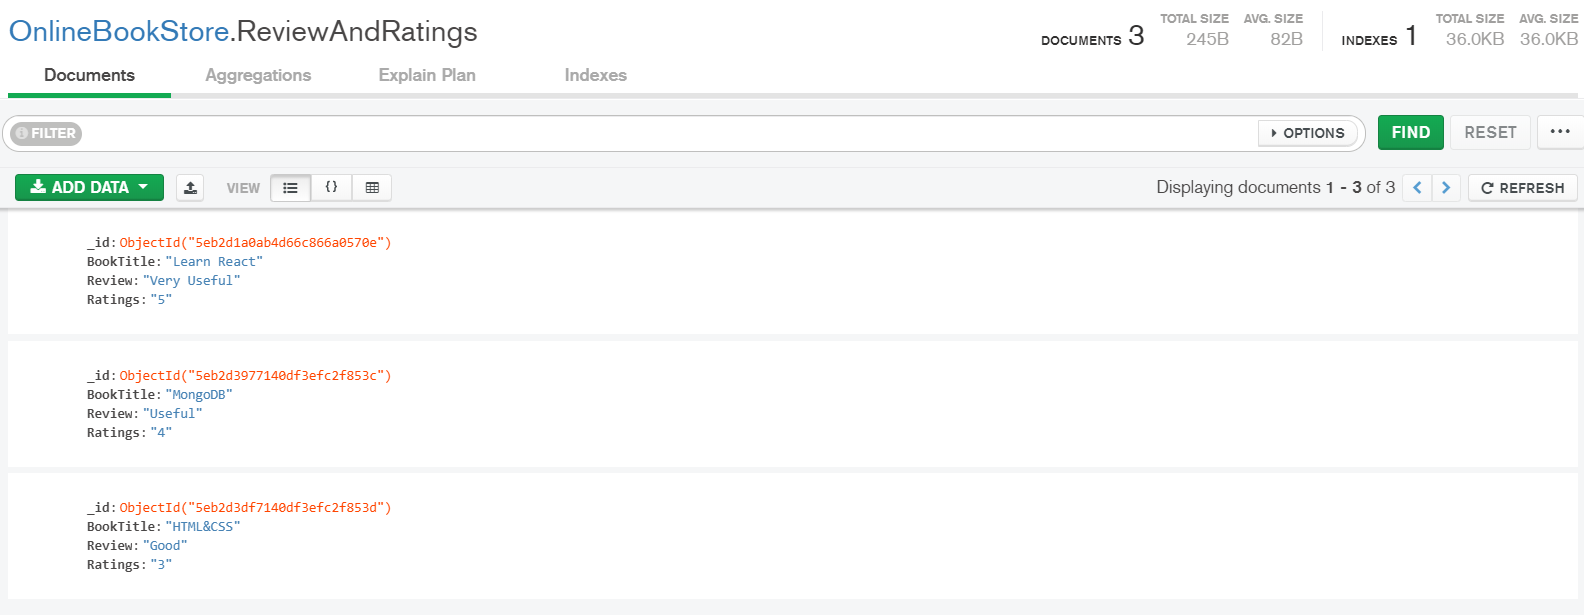 OnlineBookStore.ReviewAndRatings
DOCUMENTS 3 TOTAL SIZE 245B AVG. SIZE 82B INDEXES 1 TOTAL SIZE 36.0KB AVG. SIZE 36.0KB
Documents Aggregations Explain Plan Indexes
FILTER OPTIONS FIND RESET ...
ADD DATA VIEW {} Displaying documents 1 - 3 of 3 REFRESH
_id: ObjectId("5eb2d1a0ab4d66c866a0570e")
BookTitle: "Learn React"
Review: "Very Useful"
Ratings: "5"
_id: ObjectId("5eb2d3977140df3efc2f853c")
BookTitle: "MongoDB"
Review: "Useful"
Ratings: "4"
_id: ObjectId("5eb2d3df7140df3efc2f853d")
BookTitle: "HTML&CSS"
Review: "Good"
Ratings: "3"